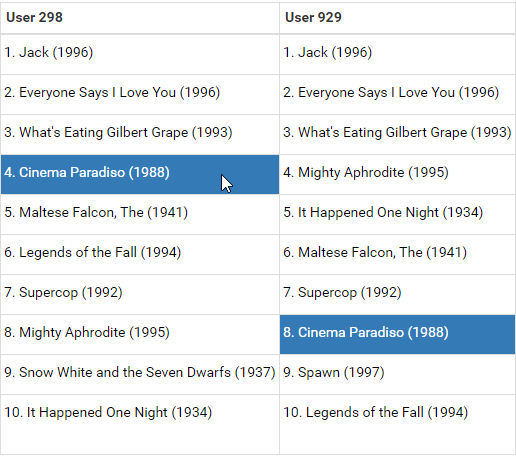 User 298 User 929
1. Jack (1996) 1. Jack (1996)
2. Everyone Says I Love You (1996) 2. Everyone Says I Love You (1996)
3. What's Eating Gilbert Grape (1993) 3. What's Eating Gilbert Grape (1993)
4. Cinema Paradiso (1988) 4. Mighty Aphrodite (1995)
5. Maltese Falcon, The (1941) 5. It Happened One Night (1934)
6. Legends of the Fall (1994) 6. Maltese Falcon, The (1941)
7. Supercop (1992) 7. Supercop (1992)
8. Mighty Aphrodite (1995) 8. Cinema Paradiso (1988)
9. Snow White and the Seven Dwarfs (1937) 9. Spawn (1997)
10. It Happened One Night (1934) 10. Legends of the Fall (1994)